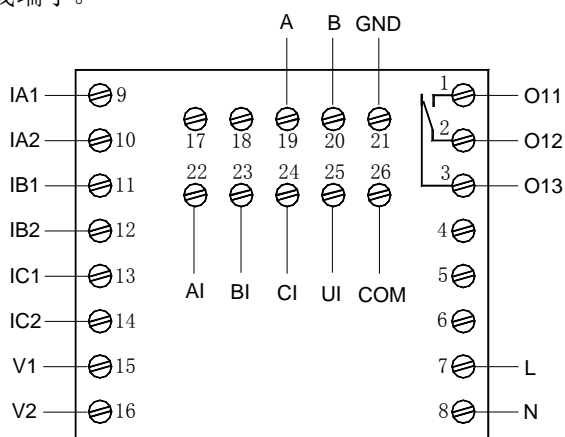 端子。
A B GND
IA1 9 1 O11
17 18 19 20 21
IA2 10 2 O12
22 23 24 25 26
IB1 11 3 O13
IB2 12 4
IC1 13 5
AI BI CI UI COM
IC2 14 6
V1 15 7 L
V2 16 8 N